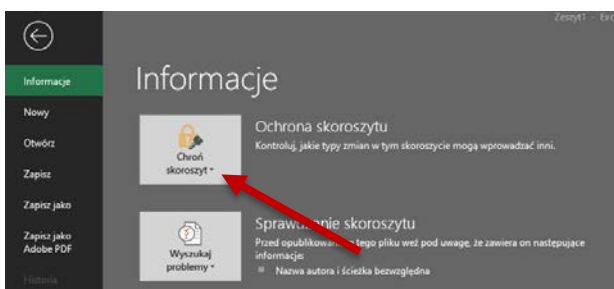 Zeszyt1 - Exc
Informacje
Nowy
Otwórz
Zapisz
Zapisz jako
Zapisz jako
Adobe PDF
Historia
Informacje
Chroń
skoroszyt
Ochrona skoroszytu
Kontroluj, jakie typy zmian w tym skoroszycie mogą wprowadzać inni.
Wyszukaj
problemy
Sprawdzenie skoroszytu
Przed opublikowaniem tego pliku weź pod uwagę, że zawiera on następujące
informacje:
Nazwa autora i ścieżka bezwzględna